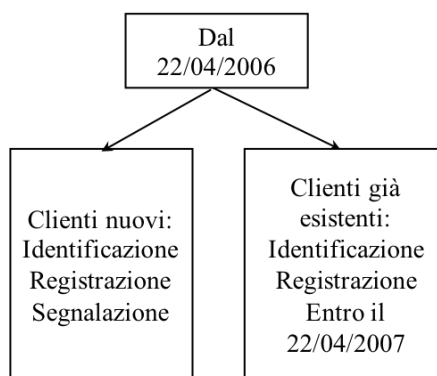 Dal
22/04/2006
Clienti nuovi:
Identificazione
Registrazione
Segnalazione
Clienti già
esistenti:
Identificazione
Registrazione
Entro il
22/04/2007